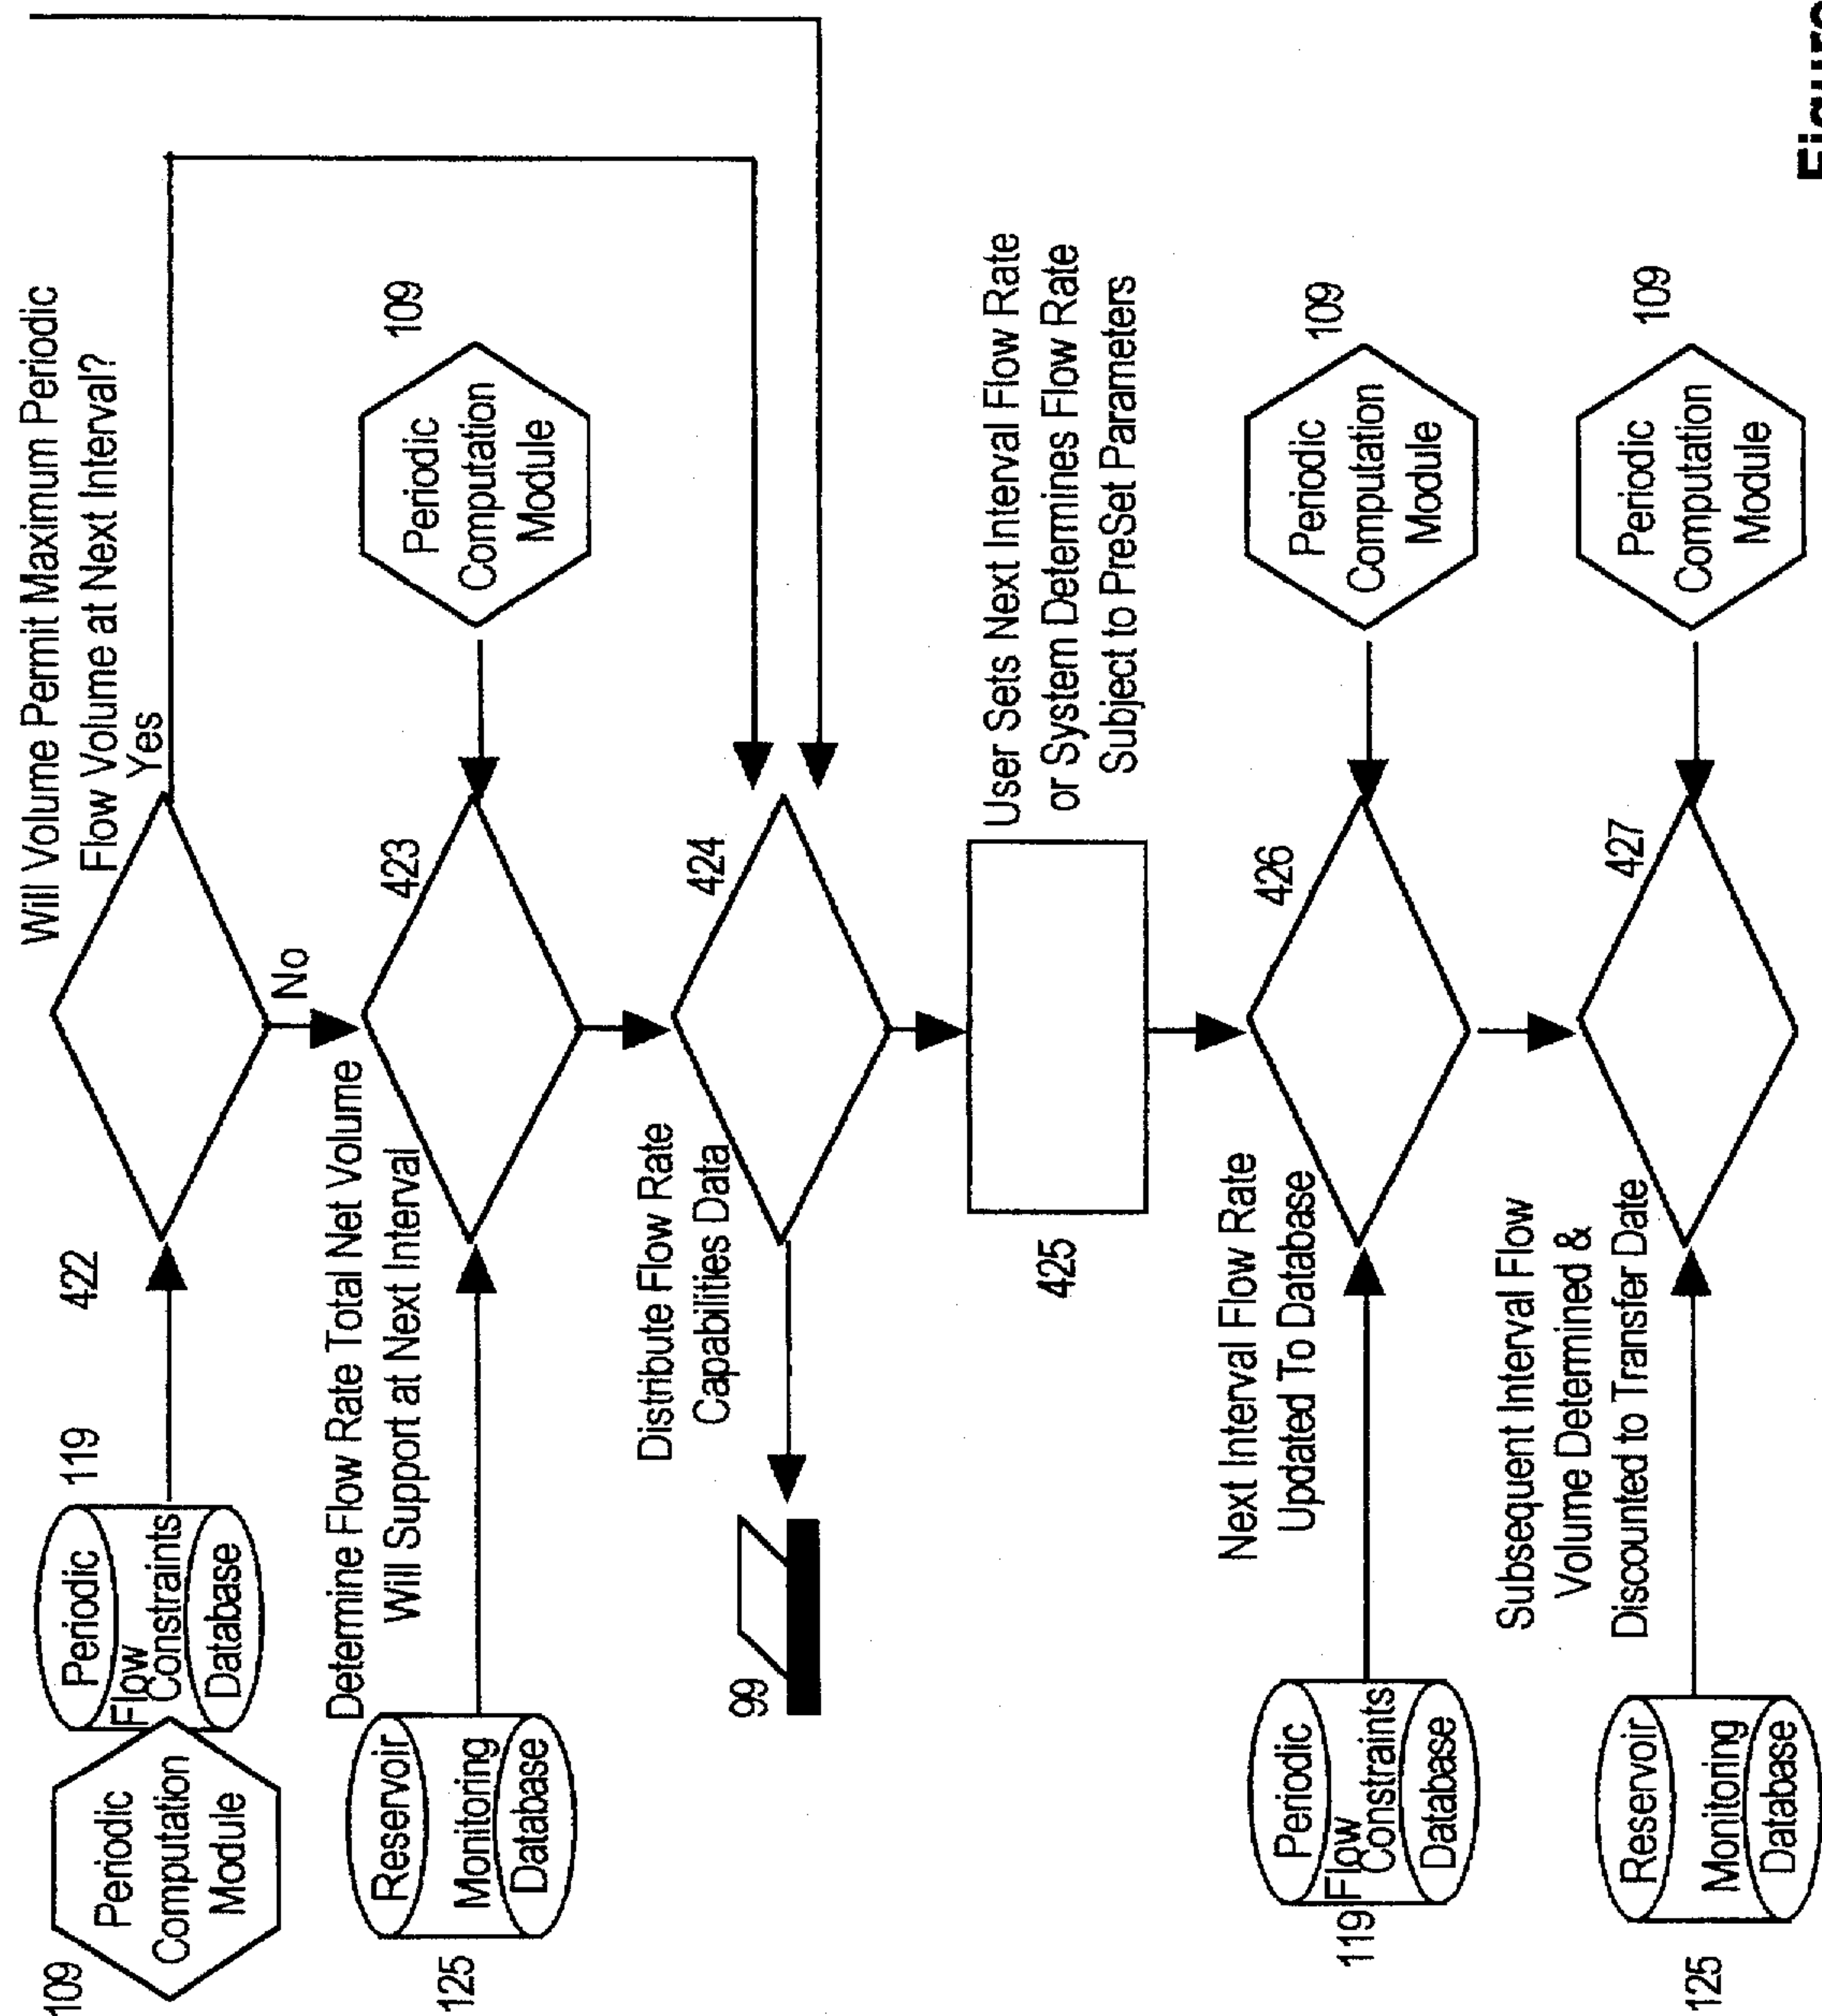 Will Volume Permit Maximum Periodic
Flow Volume at Next Interval?
Yes
422
119
Periodic
Flow
Constraints
Database
109
Periodic
Computation
Module
No
Determine Flow Rate Total Net Volume
Will Support at Next Interval
423
109
Periodic
Computation
Module
Reservoir
Monitoring
Database
125
Distribute Flow Rate
Capabilities Data
424
99
User Sets Next Interval Flow Rate
or System Determines Flow Rate
Subject to PreSet Parameters
425
Next Interval Flow Rate
Updated To Database
426
109
Periodic
Computation
Module
Periodic
Flow
Constraints
Database
119
Subsequent Interval Flow
Volume Determined &
Discounted to Transfer Date
427
109
Periodic
Computation
Module
Reservoir
Monitoring
Database
125
Figure